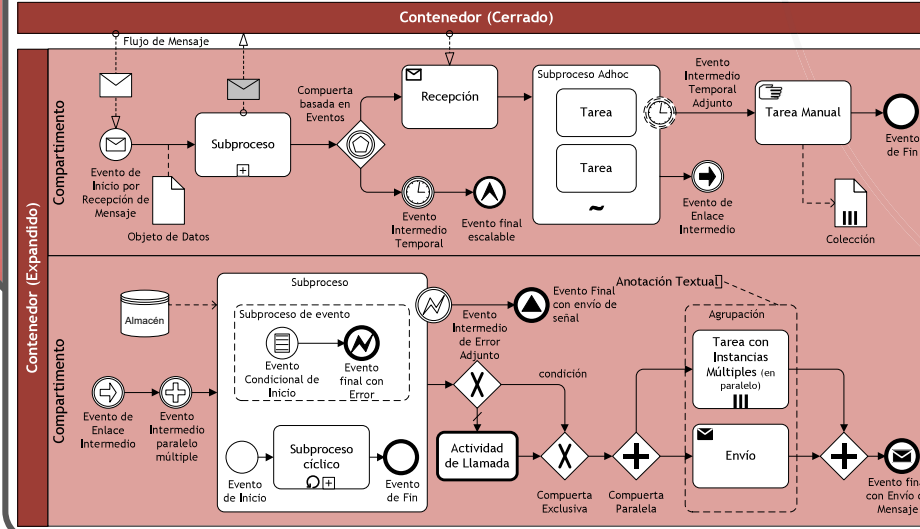 Contenedor (Cerrado)
Flujo de Mensaje
Contenedor (Expandido)
Compartimento
Evento de
Inicio por
Recepción de
Mensaje
Objeto de Datos
Subproceso
Compuerta
basada en
Eventos
Recepción
Evento
Intermedio
Temporal
Evento final
escalable
Subproceso Adhoc
Tarea
Tarea
~
Evento
Intermedio
Temporal
Adjunto
Evento de
Enlace
Intermedio
Tarea Manual
Colección
Evento
de Fin
Compartimento
Almacén
Evento de
Enlace
Intermedio
Evento
Intermedio
paralelo
múltiple
Subproceso
Subproceso de evento
Evento
Condicional de
Inicio
Evento
final con
Error
Evento
de Inicio
Subproceso
cíclico
Evento
de Fin
Evento
Intermedio
de Error
Adjunto
Evento Final
con envío de
señal
condición
Actividad
de Llamada
Compuerta
Exclusiva
Compuerta
Paralela
Anotación Textual
Agrupación
Tarea con
Instancias
Múltiples (en
paralelo)
Envío
Evento fina
con Envío d
Mensaje